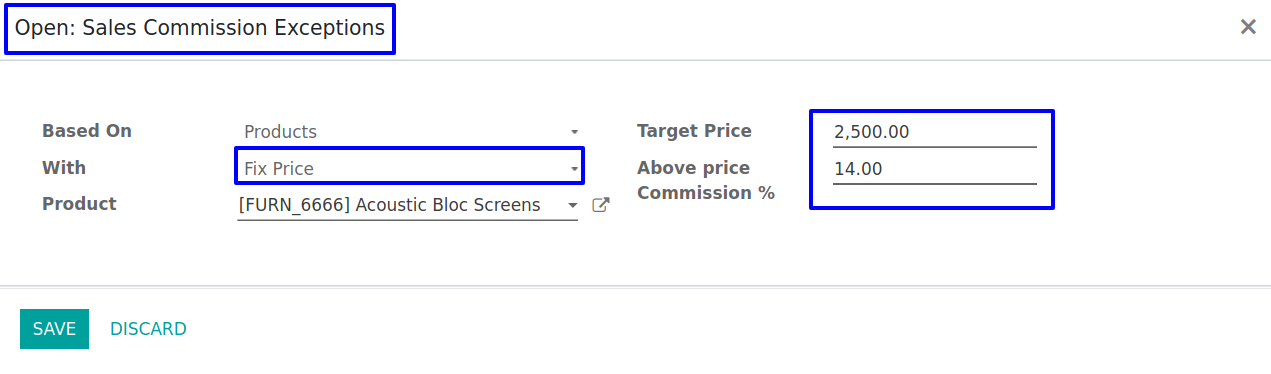 Open: Sales Commission Exceptions
Based On
Products
With
Fix Price
Product
[FURN_6666] Acoustic Bloc Screens
Target Price
2,500.00
Above price
Commission %
14.00
SAVE
DISCARD